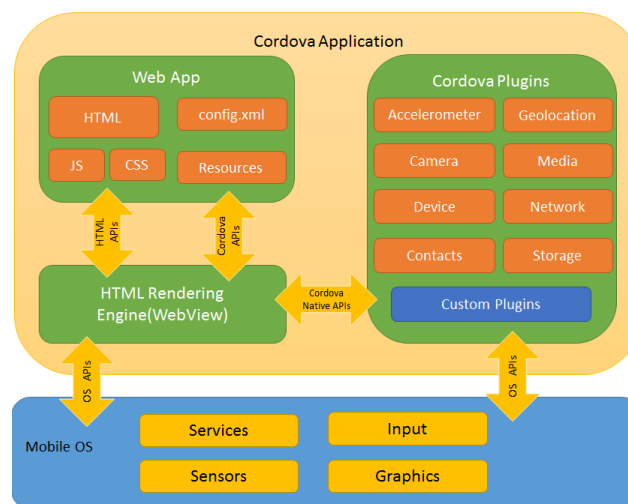 Cordova Application
Web App
HTML
config.xml
JS
CSS
Resources
HTML
APIs
Cordova
APIs
HTML Rendering
Engine(WebView)
Cordova
Native APIs
Cordova Plugins
Accelerometer
Geolocation
Camera
Media
Device
Network
Contacts
Storage
Custom Plugins
OS APIs
OS APIs
Mobile OS
Services
Input
Sensors
Graphics